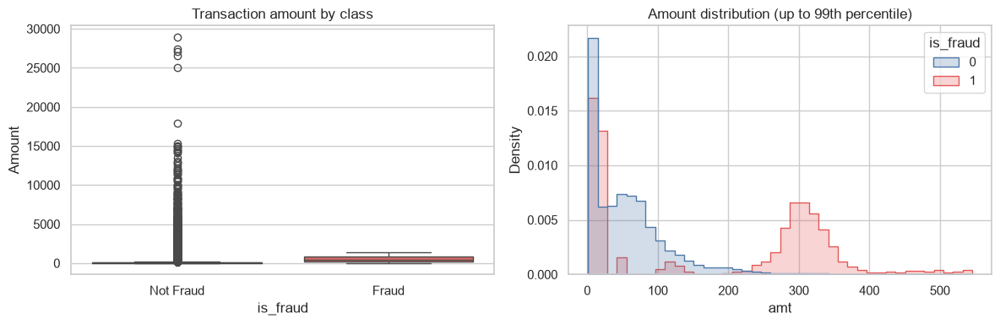 Transaction amount by class
Amount
30000
25000
20000
15000
10000
5000
0
Not Fraud
Fraud
is_fraud
Amount distribution (up to 99th percentile)
Density
0.020
0.015
0.010
0.005
0.000
0
100
200
300
400
500
amt
is_fraud
0
1